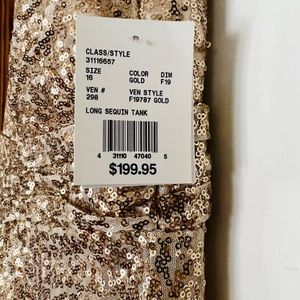 CLASS/STYLE
31116657
SIZE COLOR DIM
16 GOLD F19
VEN # VEN STYLE
298 F19787 GOLD
LONG SEQUIN TANK
4 31110 47040 5
$199.95